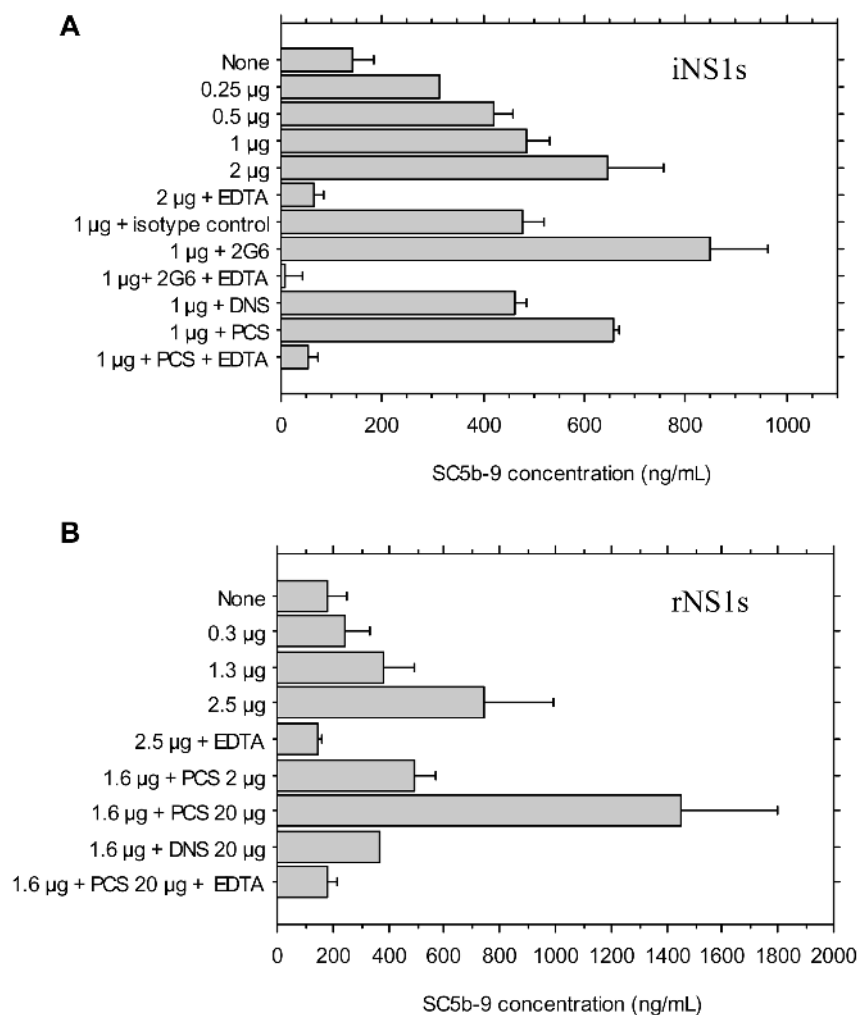 A
iNS1s
None
0.25 µg
0.5 µg
1 µg
2 µg
2 µg + EDTA
1 µg + isotype control
1 µg + 2G6
1 µg+ 2G6 + EDTA
1 µg + DNS
1 µg + PCS
1 µg + PCS + EDTA
0 200 400 600 800 1000
SC5b-9 concentration (ng/mL)
B
rNS1s
None
0.3 µg
1.3 µg
2.5 µg
2.5 µg + EDTA
1.6 µg + PCS 2 µg
1.6 µg + PCS 20 µg
1.6 µg + DNS 20 µg
1.6 µg + PCS 20 µg + EDTA
0 200 400 600 800 1000 1200 1400 1600 1800 2000
SC5b-9 concentration (ng/mL)